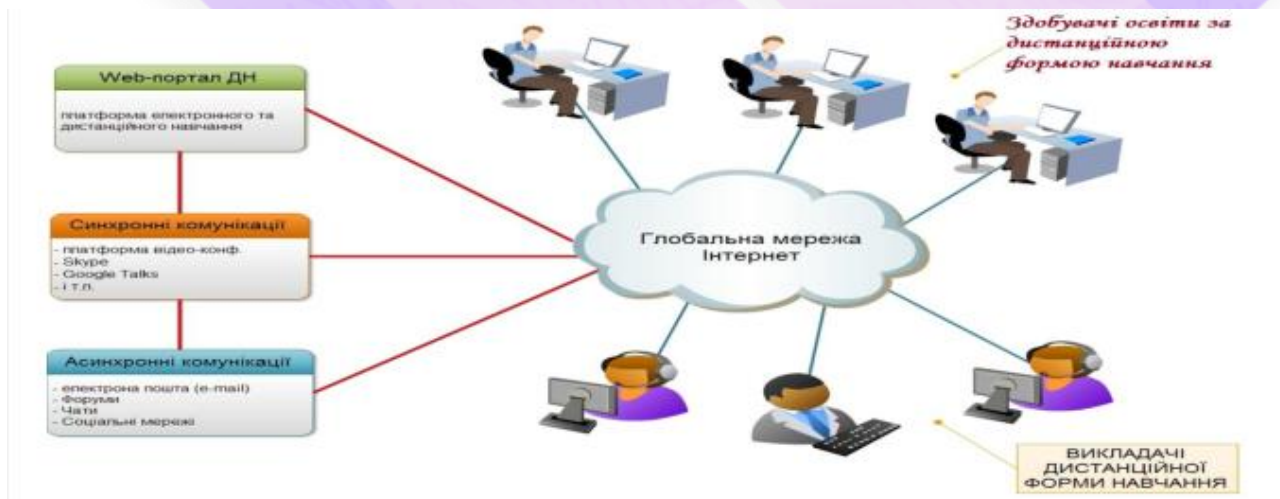 Здобувачі освіти за
дистанційною
формою навчання
Web-портал ДН
платформа електронного та
дистанційного навчання
Синхронні комунікації
- платформа відео-конф.
- Skype
- Google Talks
- і т.п.
Асинхронні комунікації
- електрона пошта (e-mail)
- Форуми
- Чати
- Соціальні мережі
Глобальна мережа
Інтернет
ВИКЛАДАЧІ
ДИСТАНЦІЙНОЇ
ФОРМИ НАВЧАННЯ